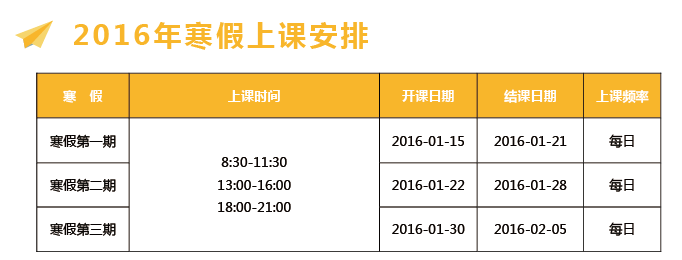 2016年寒假上课安排
寒 假 上课时间 开课日期 结课日期 上课频率
寒假第一期 2016-01-15 2016-01-21 每日
8:30-11:30
寒假第二期 13:00-16:00 2016-01-22 2016-01-28 每日
18:00-21:00
寒假第三期 2016-01-30 2016-02-05 每日